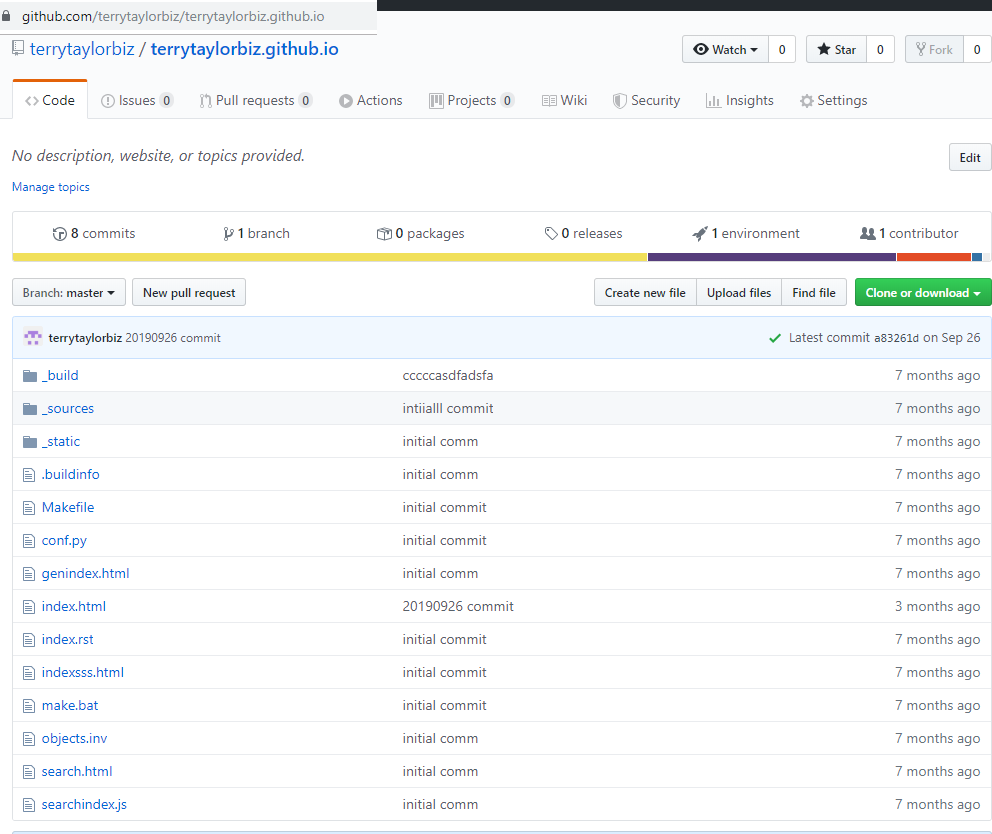 github.com/terrytaylorbiz/terrytaylorbiz.github.io
terrytaylorbiz / terrytaylorbiz.github.io
Watch 0 Star 0 Fork 0
Code Issues 0 Pull requests 0 Actions Projects 0 Wiki Security Insights Settings
No description, website, or topics provided.
Edit
Manage topics
8 commits 1 branch 0 packages 0 releases 1 environment 1 contributor
Branch: master New pull request Create new file Upload files Find file Clone or download
terrytaylorbiz 20190926 commit Latest commit a83261d on Sep 26
_build cccccasdfadsfa 7 months ago
_sources intiialll commit 7 months ago
_static initial comm 7 months ago
.buildinfo initial comm 7 months ago
Makefile initial commit 7 months ago
conf.py initial commit 7 months ago
genindex.html initial comm 7 months ago
index.html 20190926 commit 3 months ago
index.rst initial commit 7 months ago
indexsss.html initial commit 7 months ago
make.bat initial commit 7 months ago
objects.inv initial comm 7 months ago
search.html initial comm 7 months ago
searchindex.js initial comm 7 months ago